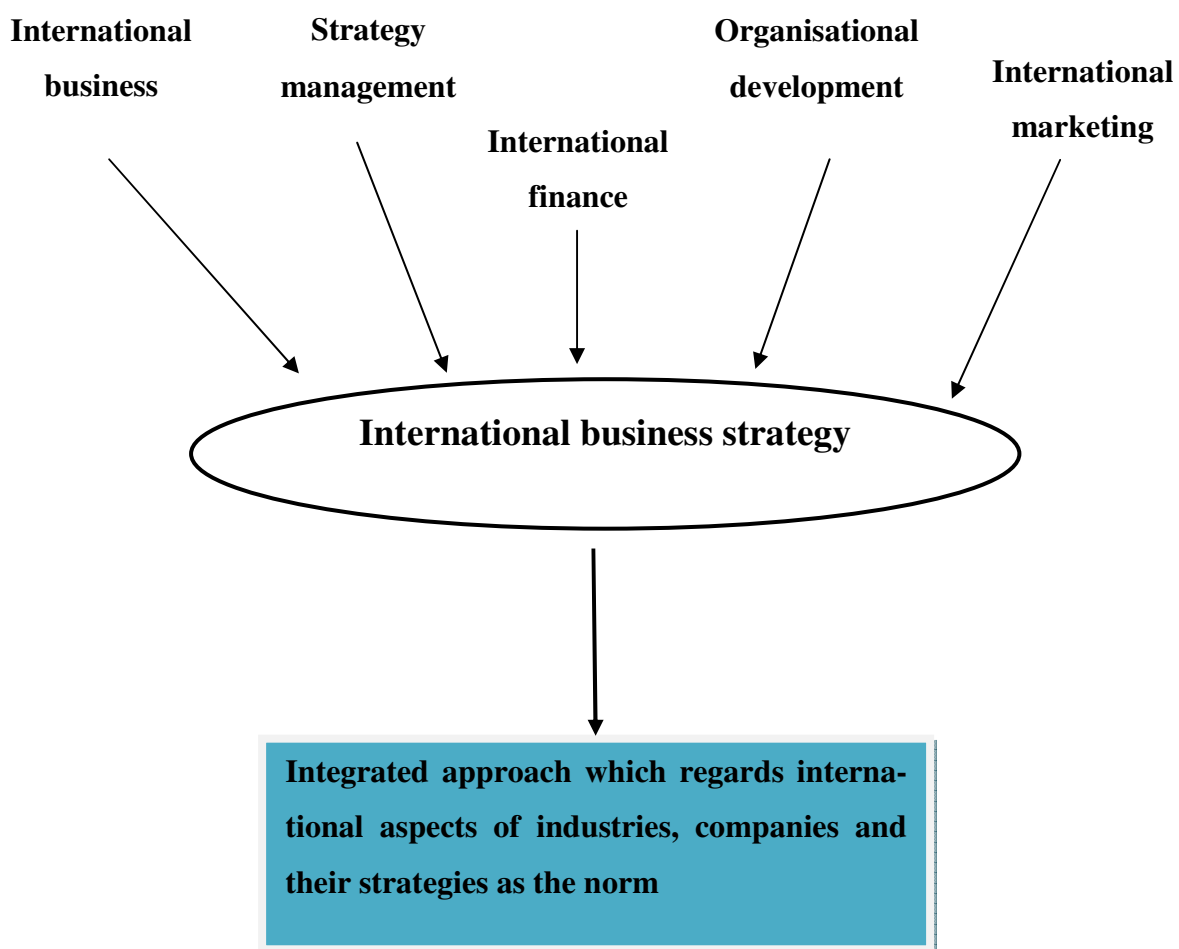 International
business
Strategy
management
International
finance
Organisational
development
International
marketing
International business strategy
Integrated approach which regards interna-
tional aspects of industries, companies and
their strategies as the norm